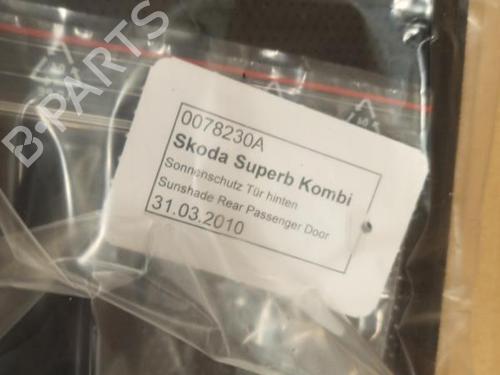 B-PARTS
0078230A
Skoda Superb Kombi
Sonnenschutz Tür hinten
Sunshade Rear Passenger Door
31.03.2010